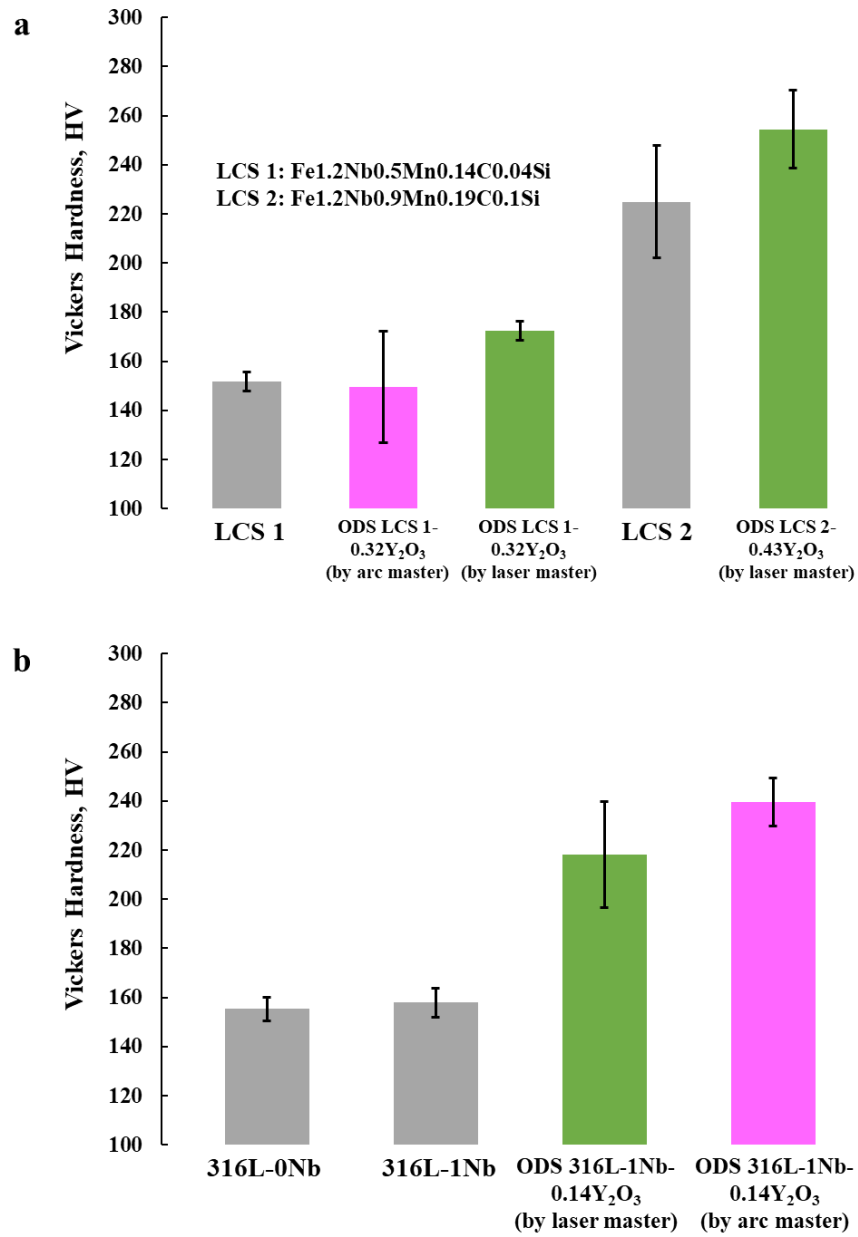 a
Vickers Hardness, HV
300
280
260
240
220
200
180
160
140
120
100
LCS 1: Fe1.2Nb0.5Mn0.14C0.04Si
LCS 2: Fe1.2Nb0.9Mn0.19C0.1Si
LCS 1
ODS LCS 1-
0.32Y₂O₃
(by arc master)
ODS LCS 1-
0.32Y₂O₃
(by laser master)
LCS 2
ODS LCS 2-
0.43Y₂O₃
(by laser master)
b
Vickers Hardness, HV
300
280
260
240
220
200
180
160
140
120
100
316L-0Nb
316L-1Nb
ODS 316L-1Nb-
0.14Y₂O₃
(by laser master)
ODS 316L-1Nb-
0.14Y₂O₃
(by arc master)